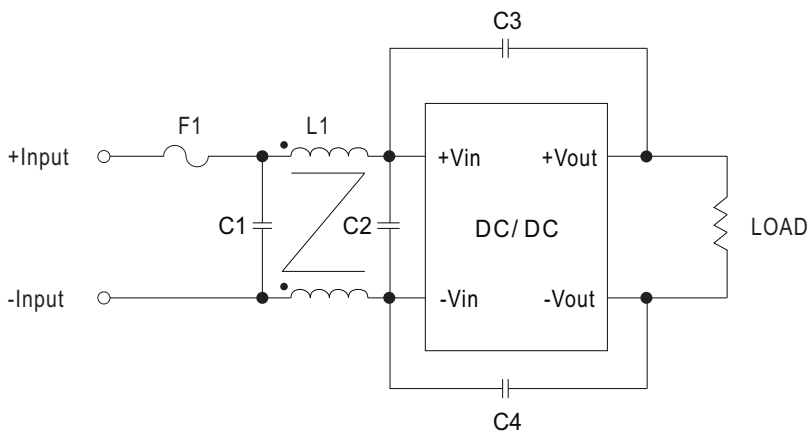 C3
F1
L1
+Input
+Vin
+Vout
C1
C2
DC/DC
LOAD
-Input
-Vin
-Vout
C4